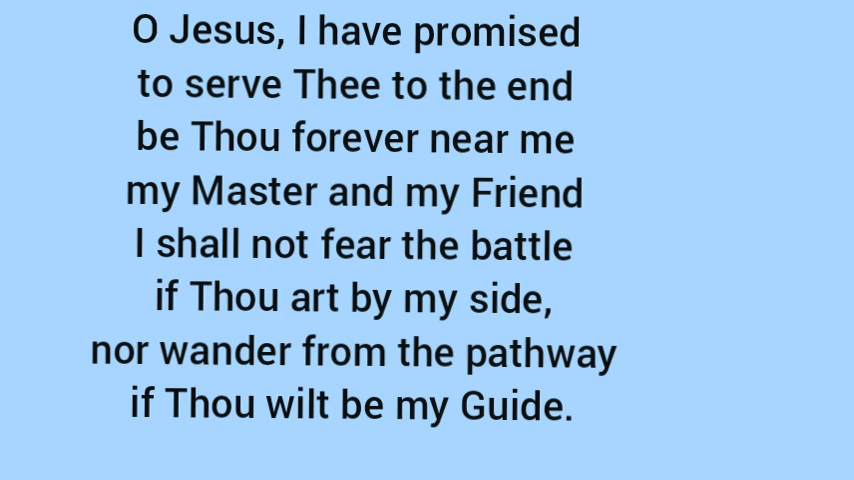 O Jesus, I have promised
to serve Thee to the end
be Thou forever near me
my Master and my Friend
I shall not fear the battle
if Thou art by my side,
nor wander from the pathway
if Thou wilt be my Guide.